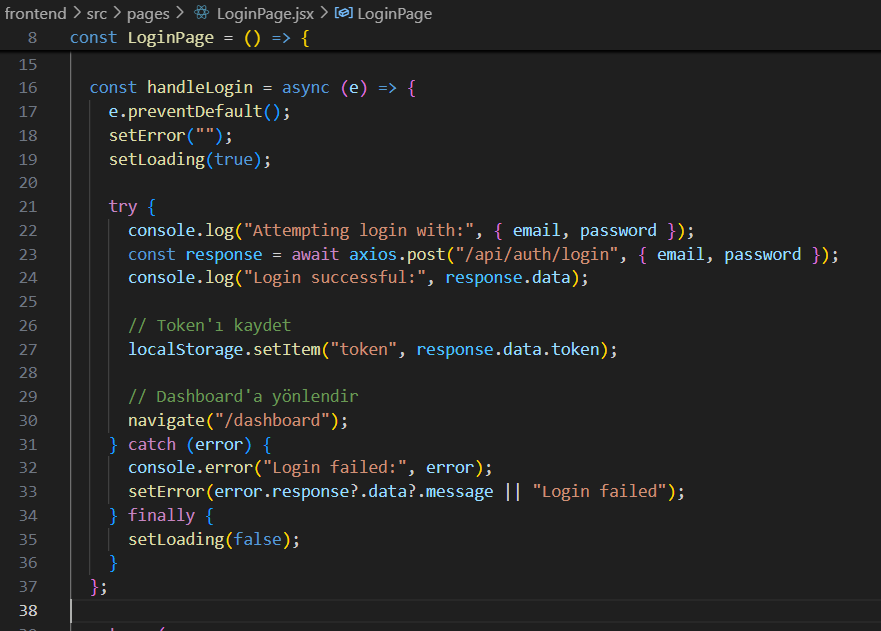 frontend > src > pages > LoginPage.jsx > LoginPage
8 const LoginPage = () => {
15
16 const handleLogin = async (e) => {
17 e.preventDefault();
18 setError("");
19 setLoading(true);
20
21 try {
22 console.log("Attempting login with:", { email, password });
23 const response = await axios.post("/api/auth/login", { email, password });
24 console.log("Login successful:", response.data);
25
26 // Token'ı kaydet
27 localStorage.setItem("token", response.data.token);
28
29 // Dashboard'a yönlendir
30 navigate("/dashboard");
31 } catch (error) {
32 console.error("Login failed:", error);
33 setError(error.response?.data?.message || "Login failed");
34 } finally {
35 setLoading(false);
36 }
37 };
38